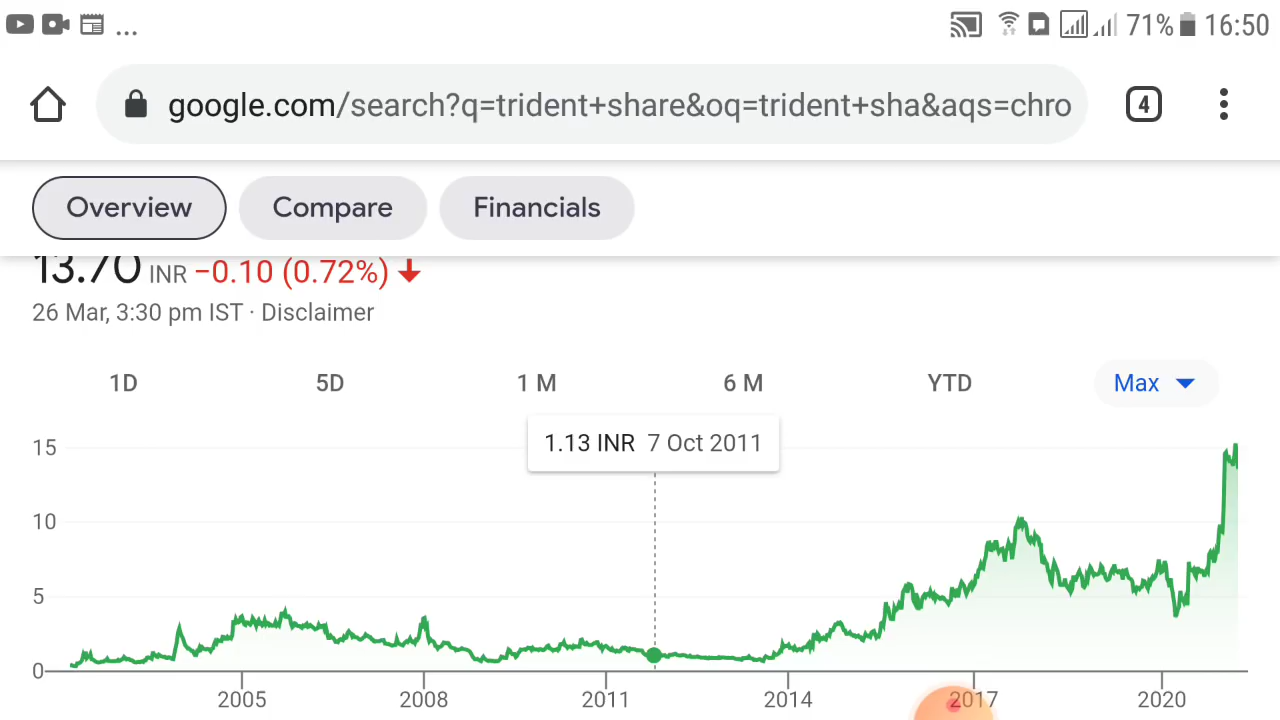 ... 71% 16:50
google.com/search?q=trident+share&oq=trident+sha&aqs=chro 4
Overview Compare Financials
13.70 INR −0.10 (0.72%)
26 Mar, 3:30 pm IST · Disclaimer
1D 5D 1 M 6 M YTD Max
1.13 INR 7 Oct 2011
15
10
5
0
2005 2008 2011 2014 2017 2020